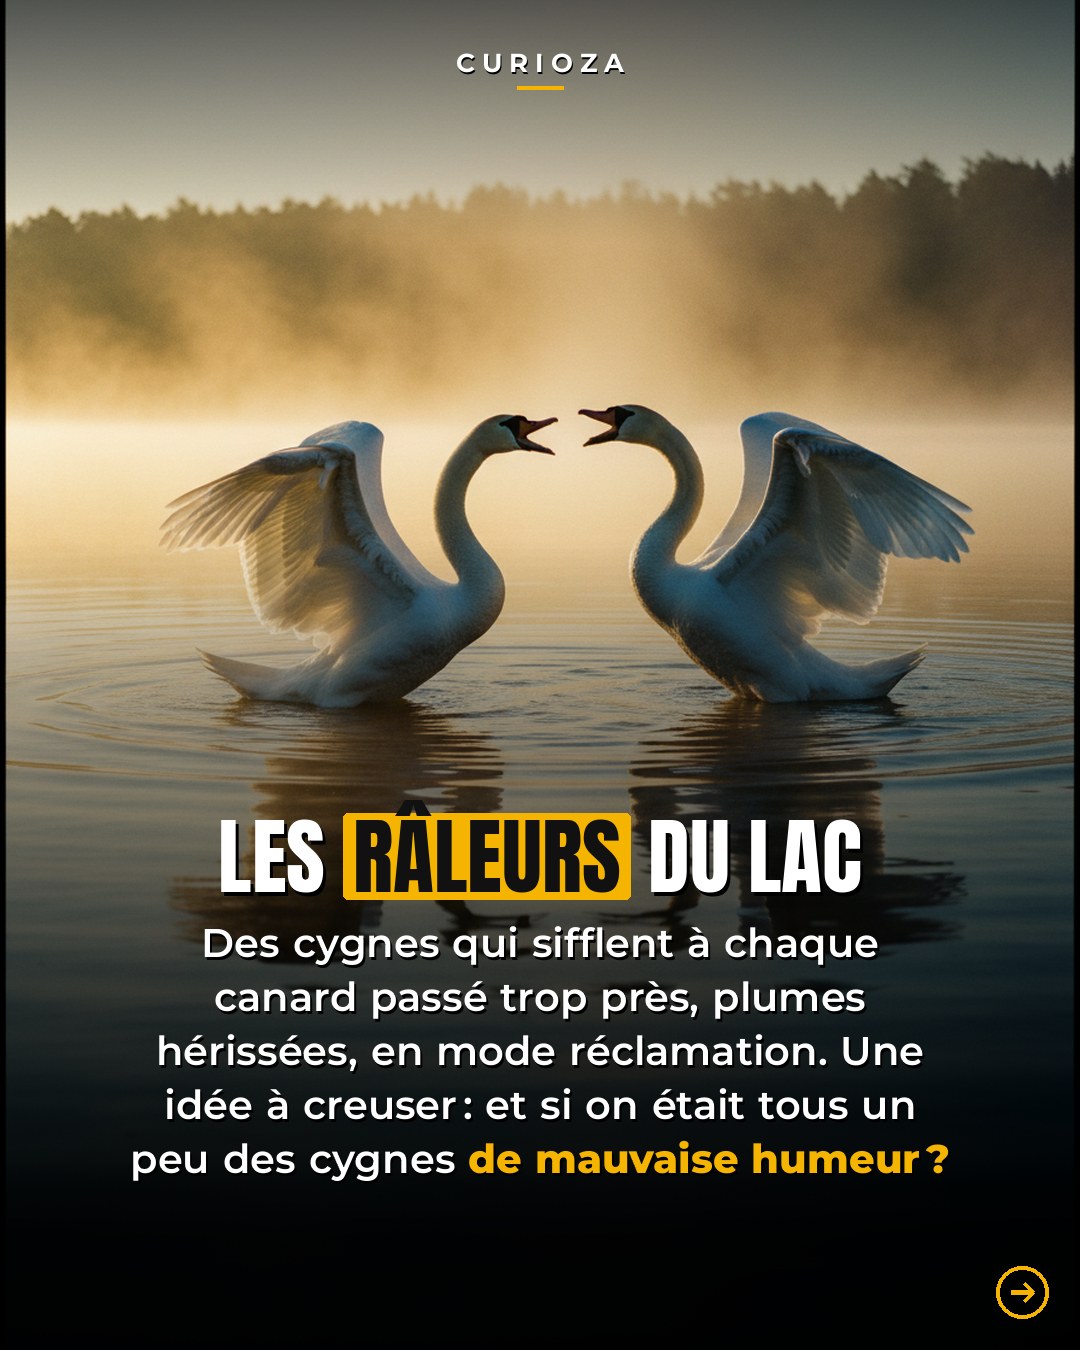 CURIOZA
LES RÂLEURS DU LAC
Des cygnes qui sifflent à chaque
canard passé trop près, plumes
hérissées, en mode réclamation. Une
idée à creuser : et si on était tous un
peu des cygnes de mauvaise humeur ?